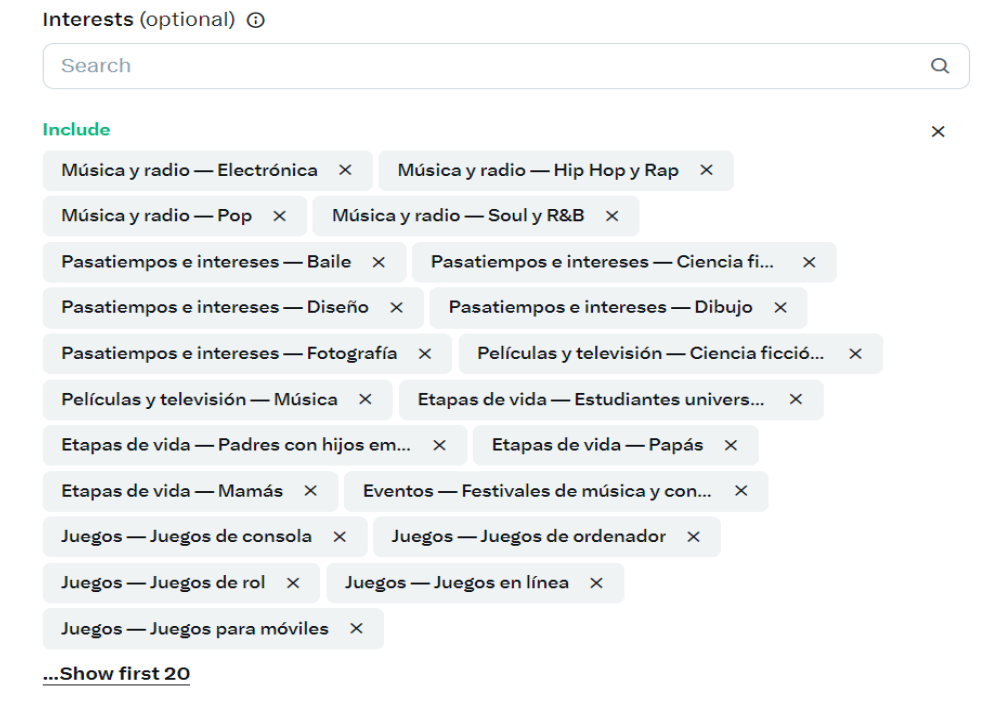 Interests (optional)
Search
Include
Música y radio — Electrónica
Música y radio — Hip Hop y Rap
Música y radio — Pop
Música y radio — Soul y R&B
Pasatiempos e intereses — Baile
Pasatiempos e intereses — Ciencia fi...
Pasatiempos e intereses — Diseño
Pasatiempos e intereses — Dibujo
Pasatiempos e intereses — Fotografía
Películas y televisión — Ciencia ficció...
Películas y televisión — Música
Etapas de vida — Estudiantes univers...
Etapas de vida — Padres con hijos em...
Etapas de vida — Papás
Etapas de vida — Mamás
Eventos — Festivales de música y con...
Juegos — Juegos de consola
Juegos — Juegos de ordenador
Juegos — Juegos de rol
Juegos — Juegos en línea
Juegos — Juegos para móviles
...Show first 20